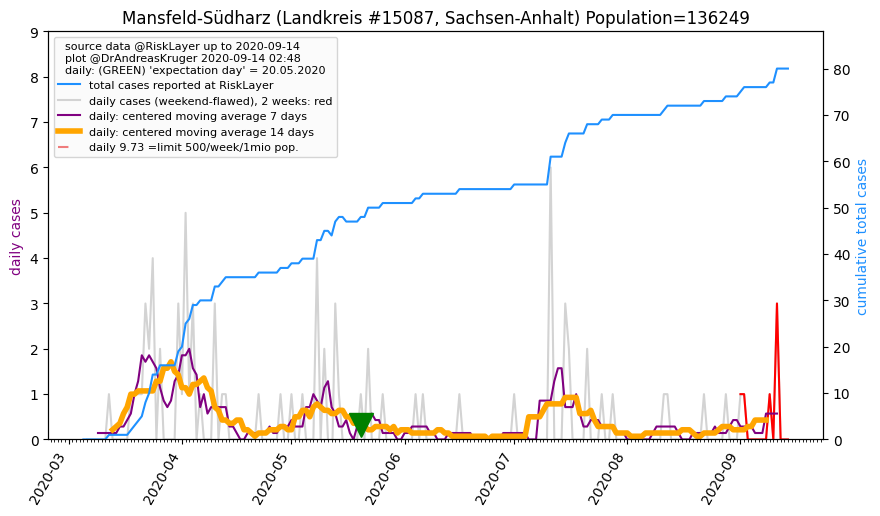 Mansfeld-Südharz (Landkreis #15087, Sachsen-Anhalt) Population=136249
source data @RiskLayer up to 2020-09-14
plot @DrAndreasKruger 2020-09-14 02:48
daily: (GREEN) 'expectation day' = 20.05.2020
total cases reported at RiskLayer
daily cases (weekend-flawed), 2 weeks: red
daily: centered moving average 7 days
daily: centered moving average 14 days
daily 9.73 =limit 500/week/1mio pop.
daily cases
9
8
7
6
5
4
3
2
1
0
80
70
60
50
40
30
20
10
0
cumulative total cases
2020-03
2020-04
2020-05
2020-06
2020-07
2020-08
2020-09